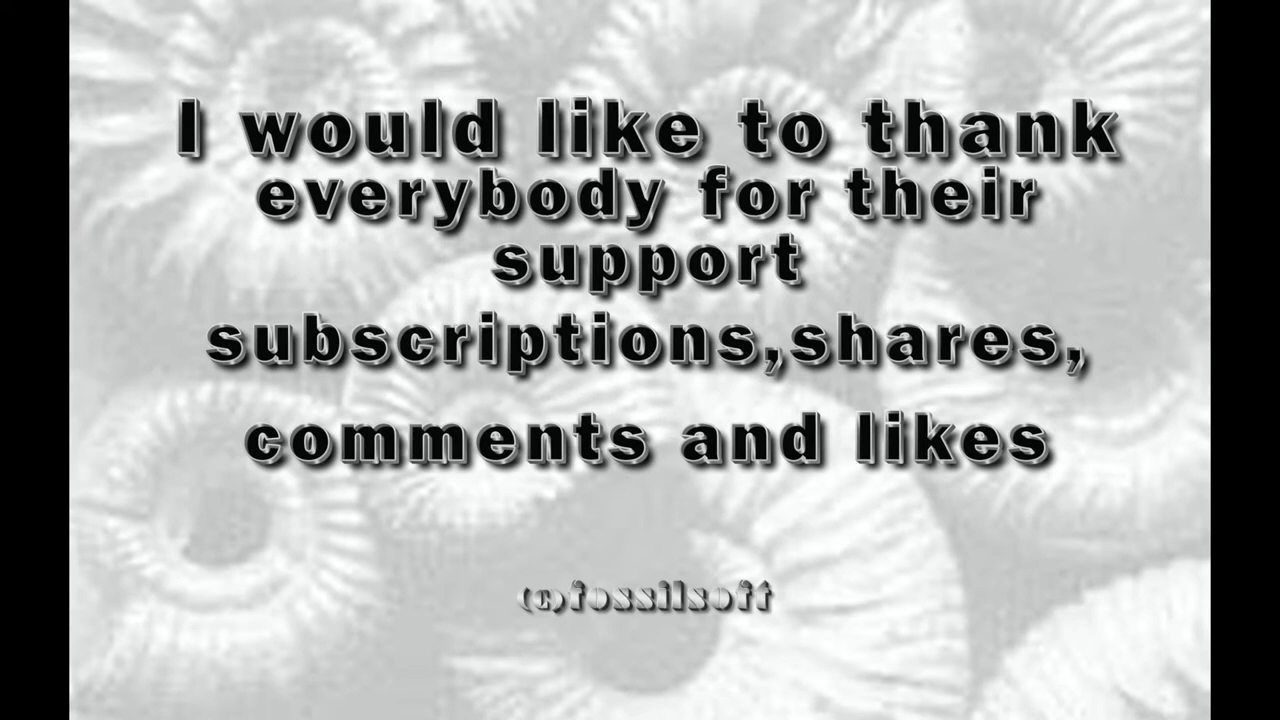 I would like to thank
everybody for their
support
subscriptions,shares,
comments and likes
(c)fossilsoft